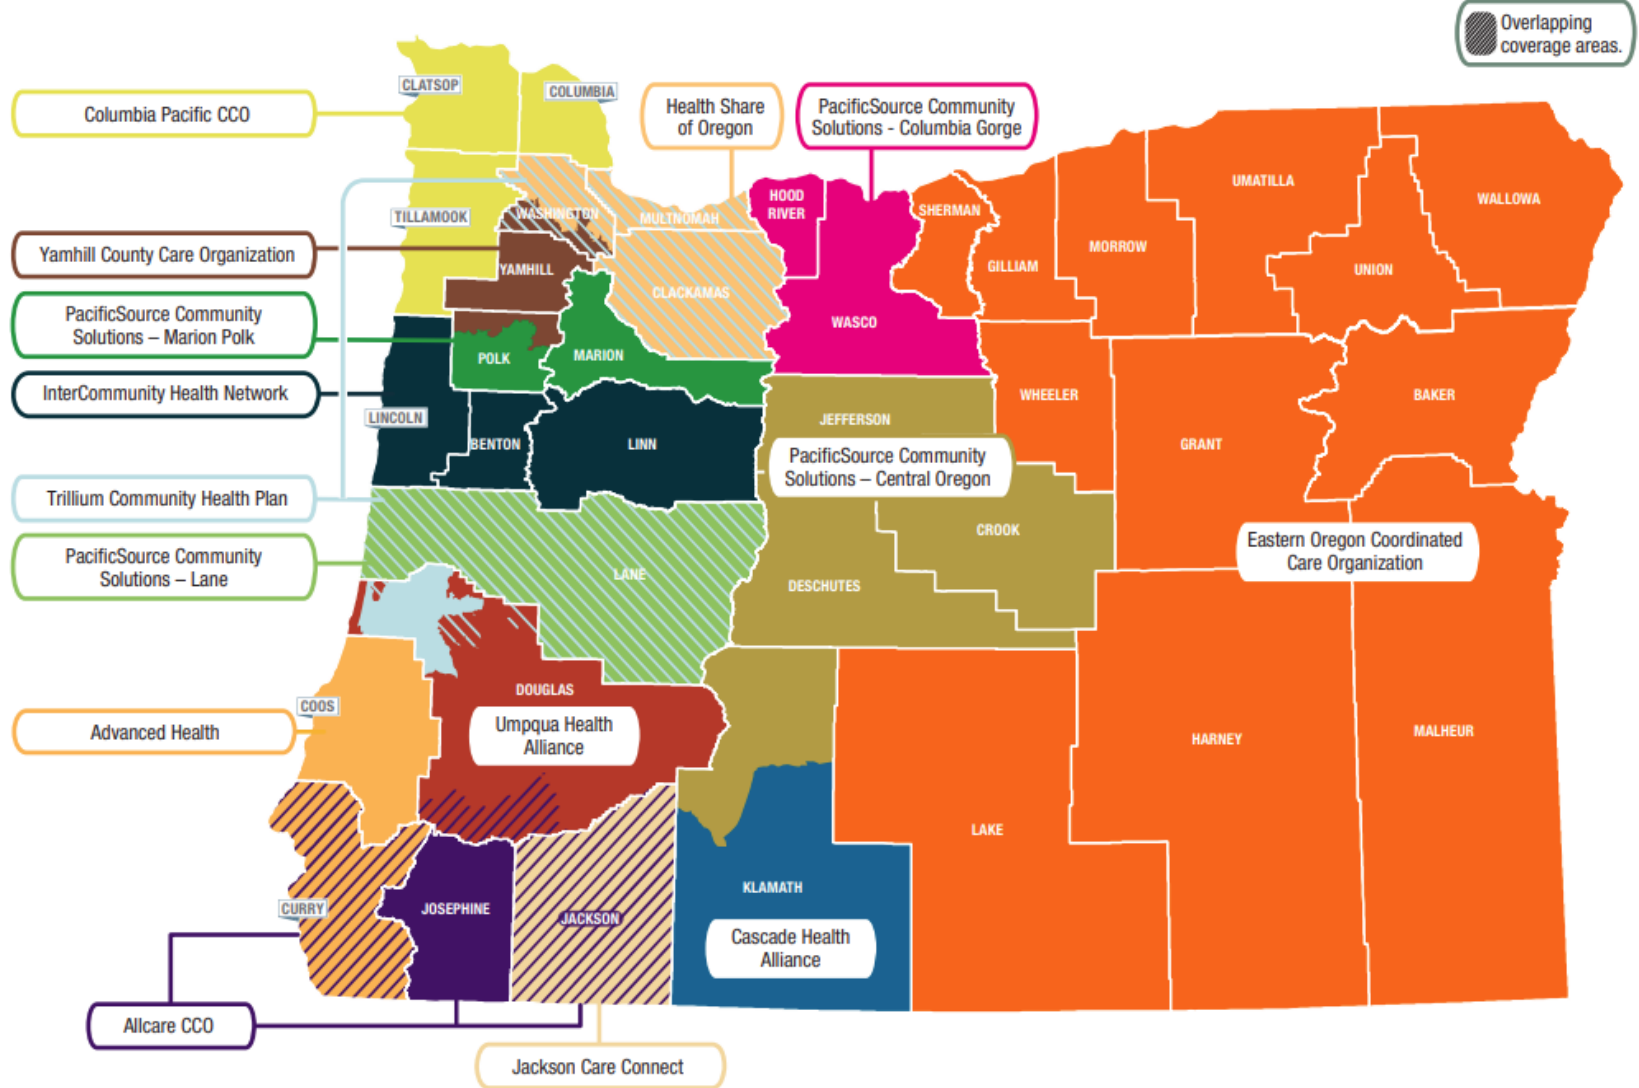 Overlapping
coverage areas.
CLATSOP
COLUMBIA
Columbia Pacific CCO
Health Share
of Oregon
PacificSource Community
Solutions - Columbia Gorge
HOOD
RIVER
UMATILLA
WALLOWA
TILLAMOOK
WASHINGTON
MULTNOMAH
SHERMAN
MORROW
Yamhill County Care Organization
YAMHILL
GILLIAM
UNION
CLACKAMAS
PacificSource Community
Solutions – Marion Polk
WASCO
POLK
MARION
InterCommunity Health Network
WHEELER
BAKER
LINCOLN
JEFFERSON
BENTON
LINN
GRANT
PacificSource Community
Solutions – Central Oregon
Trillium Community Health Plan
CROOK
Eastern Oregon Coordinated
Care Organization
PacificSource Community
Solutions – Lane
LANE
DESCHUTES
DOUGLAS
COOS
Umpqua Health
Alliance
Advanced Health
HARNEY
MALHEUR
LAKE
KLAMATH
CURRY
JOSEPHINE
JACKSON
Cascade Health
Alliance
Allcare CCO
Jackson Care Connect